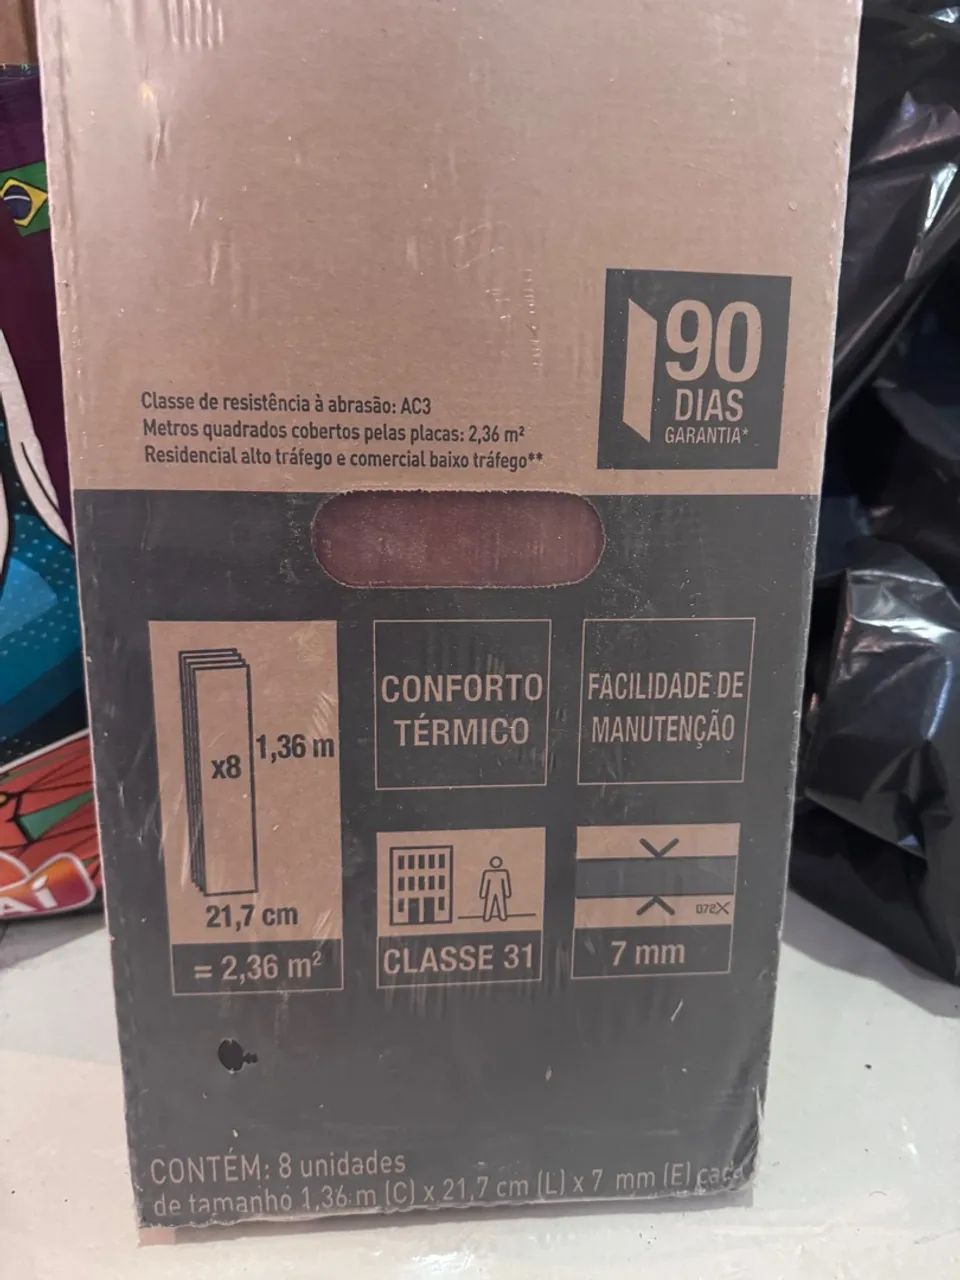 90
DIAS
GARANTIA*
Classe de resistência à abrasão: AC3
Metros quadrados cobertos pelas placas: 2,36 m²
Residencial alto tráfego e comercial baixo tráfego**
x8
1,36 m
21,7 cm
= 2,36 m²
CONFORTO
TÉRMICO
FACILIDADE DE
MANUTENÇÃO
CLASSE 31
7 mm
CONTÉM: 8 unidades
de tamanho 1,36 m (C) x 21,7 cm (L) x 7 mm (E) cada